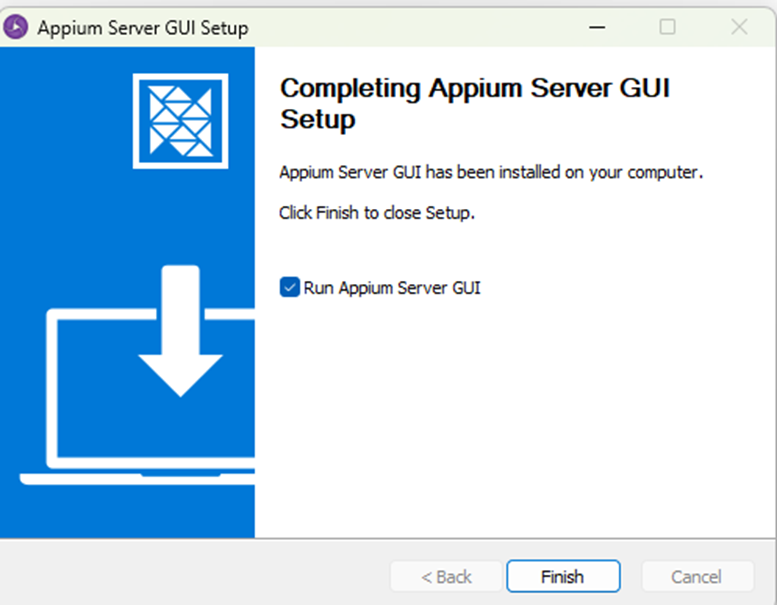 Appium Server GUI Setup
Completing Appium Server GUI
Setup
Appium Server GUI has been installed on your computer.
Click Finish to close Setup.
Run Appium Server GUI
< Back
Finish
Cancel